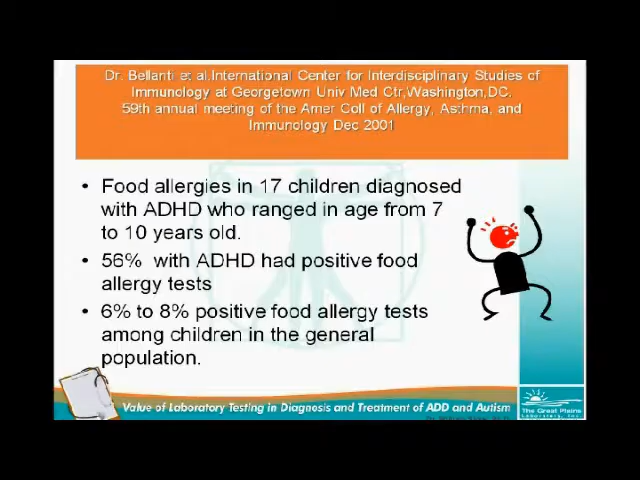 Dr. Bellanti et al.International Center for Interdisciplinary Studies of
Immunology at Georgetown Univ Med Ctr,Washington,DC.
59th annual meeting of the Amer Coll of Allergy, Asthma, and
Immunology Dec 2001
• Food allergies in 17 children diagnosed
with ADHD who ranged in age from 7
to 10 years old.
• 56% with ADHD had positive food
allergy tests
• 6% to 8% positive food allergy tests
among children in the general
population.
Value of Laboratory Testing in Diagnosis and Treatment of ADD and Autism
The Great Plains
Laboratory, Inc.